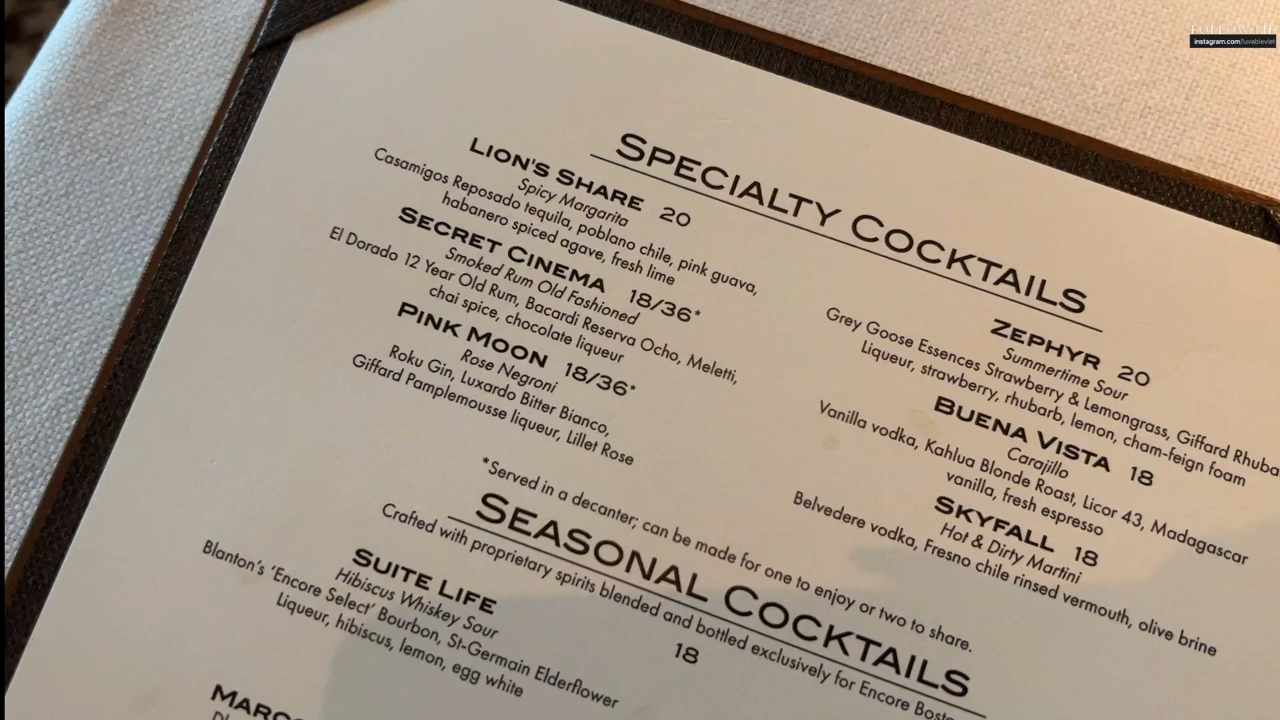 FOLLOW ME
instagram.com/luvableviet
SPECIALTY COCKTAILS
LION'S SHARE 20
Spicy Margarita
Casamigos Reposado tequila, poblano chile, pink guava,
habanero spiced agave, fresh lime
SECRET CINEMA 18/36*
Smoked Rum Old Fashioned
El Dorado 12 Year Old Rum, Bacardi Reserva Ocho, Meletti,
chai spice, chocolate liqueur
PINK MOON 18/36*
Rose Negroni
Roku Gin, Luxardo Bitter Bianco,
Giffard Pamplemousse liqueur, Lillet Rose
ZEPHYR 20
Summertime Sour
Grey Goose Essences Strawberry & Lemongrass, Giffard Rhuba
Liqueur, strawberry, rhubarb, lemon, cham-feign foam
BUENA VISTA 18
Carajillo
Vanilla vodka, Kahlua Blonde Roast, Licor 43, Madagascar
vanilla, fresh espresso
SKYFALL 18
Hot & Dirty Martini
Belvedere vodka, Fresno chile rinsed vermouth, olive brine
*Served in a decanter; can be made for one to enjoy or two to share.
SEASONAL COCKTAILS
Crafted with proprietary spirits blended and bottled exclusively for Encore Bosto
18
SUITE LIFE
Hibiscus Whiskey Sour
Blanton's 'Encore Select' Bourbon, St-Germain Elderflower
Liqueur, hibiscus, lemon, egg white